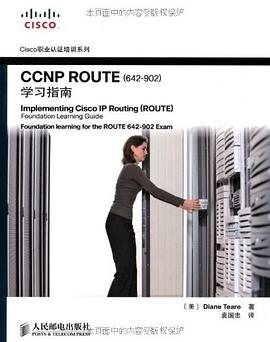 本页面中的内容受版权保护
CISCO
Cisco职业认证培训系列
CCNP ROUTE (642-902)
学习指南
Implementing Cisco IP Routing (ROUTE)
Foundation Learning Guide
Foundation learning for the ROUTE 642-902 Exam
[美] Diane Teare 著
袁国忠 译
人民邮电出版社
POSTS & TELECOM PRESS
本页面中的内容受版权保护